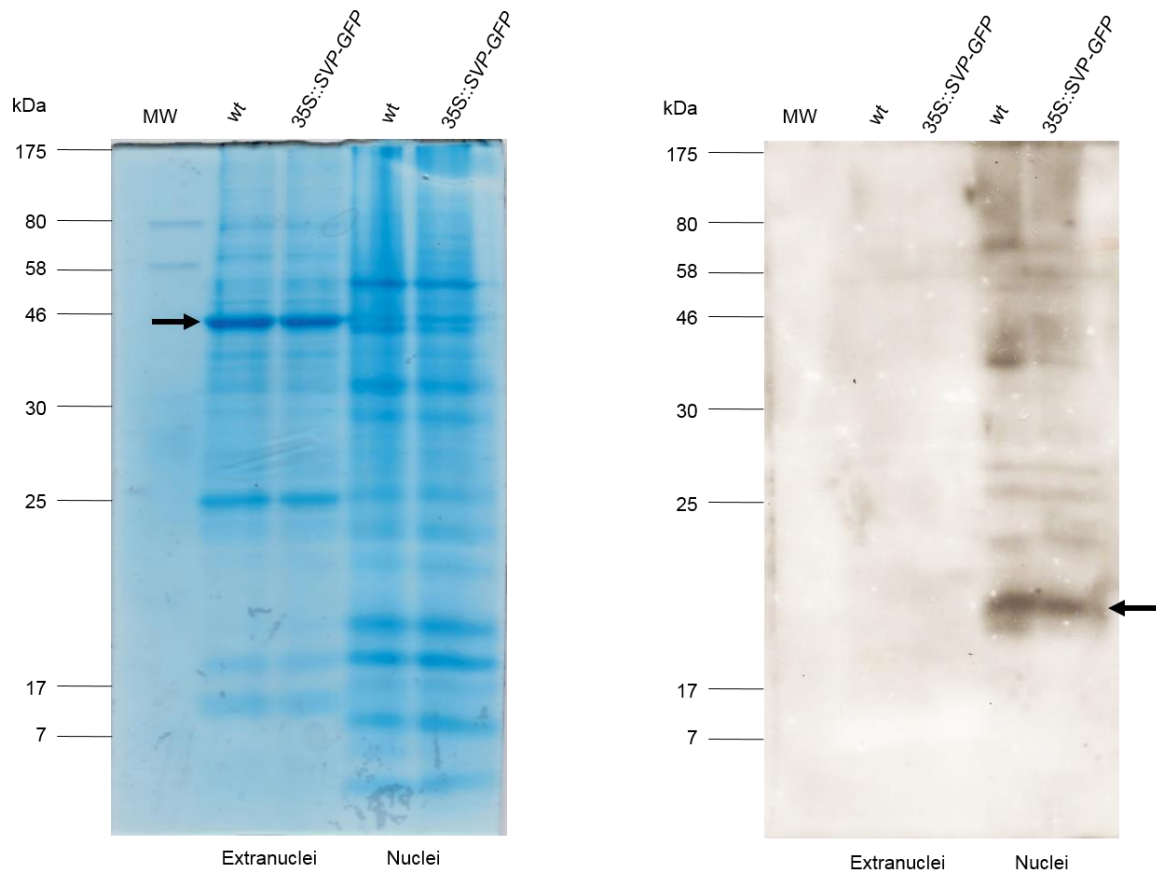 kDa
MW
wt
35S::SVP-GFP
wt
35S::SVP-GFP
175
80
58
46
30
25
17
7
Extranuclei
Nuclei
kDa
MW
wt
35S::SVP-GFP
wt
35S::SVP-GFP
175
80
58
46
30
25
17
7
Extranuclei
Nuclei